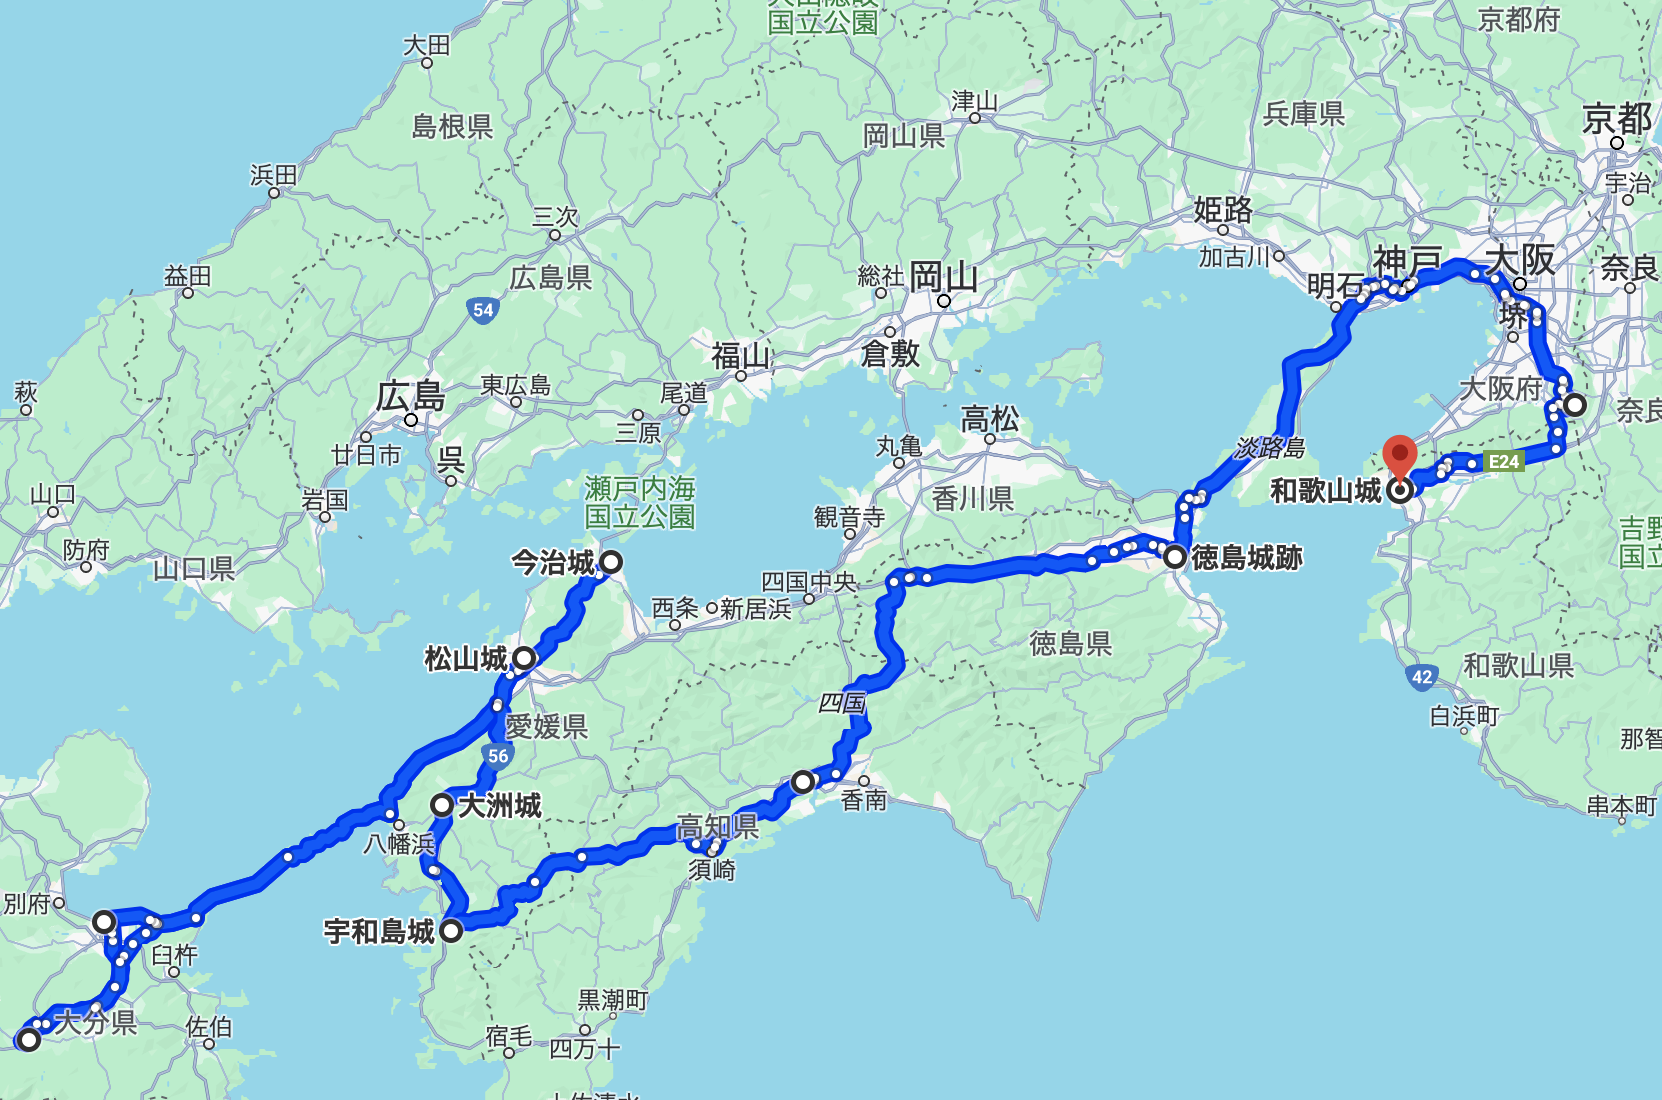 国立公園
京都府
大田
津山
島根県
岡山県
兵庫県
京都
浜田
宇治
三次
姫路
益田
広島県
総社
岡山
加古川
神戸
大阪
奈良
54
明石
堺
福山
倉敷
萩
広島
東広島
尾道
大阪府
奈良
三原
高松
廿日市
呉
丸亀
淡路島
E24
山口
岩国
瀬戸内海
国立公園
香川県
和歌山城
観音寺
防府
山口県
今治城
徳島城跡
四国中央
西条
新居浜
徳島県
松山城
和歌山県
42
四国
白浜町
愛媛県
56
大洲城
香南
串本町
高知県
八幡浜
須崎
別府
宇和島城
臼杵
大分県
佐伯
黒潮町
宿毛
四万十